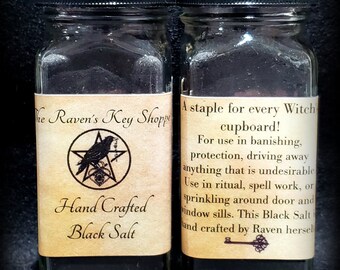 The Raven's Key Shoppe
Hand Crafted
Black Salt
A staple for every Witch
cupboard!
For use in banishing,
protection, driving away
anything that is undesirable
Use in ritual, spell work, or
sprinkling around door and
window sills. This Black Salt
hand crafted by Raven herself